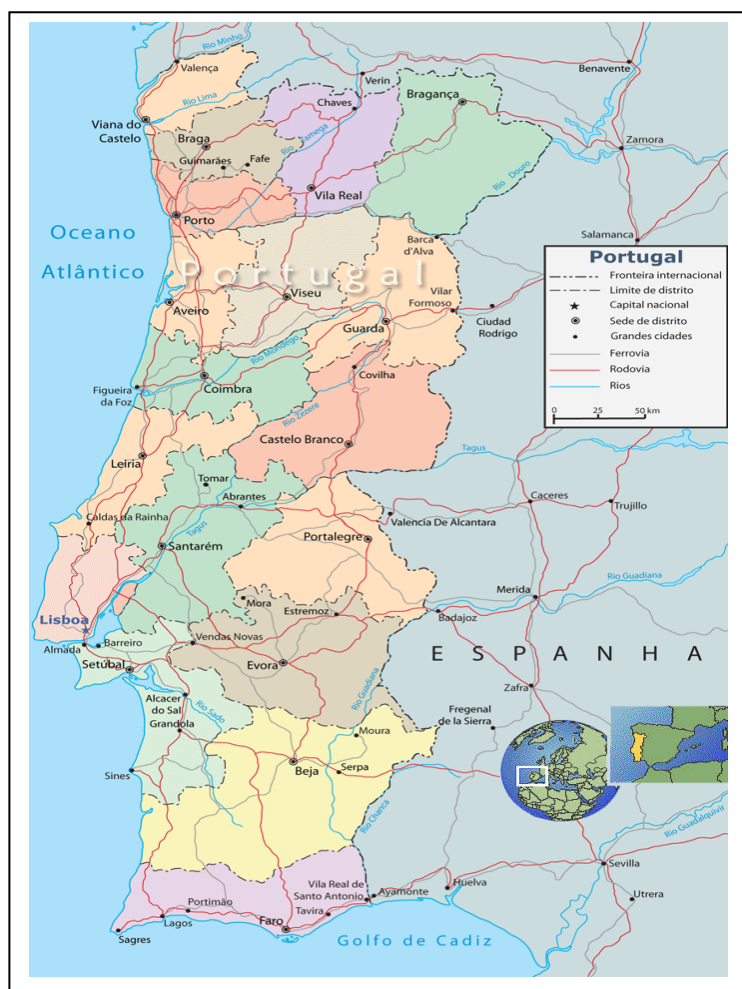 Rio Minho
Valença
Verin
Benavente
Rio Lima
Chaves
Bragança
Viana do
Castelo
Braga
Rio Tamega
Zamora
Guimarães
Fafe
Rio Douro
Vila Real
Porto
Oceano
Atlântico
Barca
d'Alva
Salamanca
Portugal
Aveiro
Viseu
Vilar
Formoso
Guarda
Ciudad
Rodrigo
Portugal
Fronteira internacional
Limite de distrito
Capital nacional
Sede de distrito
Grandes cidades
Ferrovia
Rodovia
Rios
0 25 50 km
Rio Mondego
Figueira
da Foz
Coimbra
Covilha
Rio Zezere
Castelo Branco
Leiria
Tagus
Tomar
Abrantes
Caceres
Trujillo
Caldas da Rainha
Tagus
Valencia De Alcantara
Santarém
Portalegre
Rio Guadiana
Merida
Mora
Estremoz
Badajoz
Lisboa
Almada
Barreiro
Vendas Novas
Setúbal
Evora
ESPANHA
Rio Guadiana
Zafra
Alcacer
do Sal
Rio Sado
Grandola
Fregenal
de la Sierra
Moura
Beja
Serpa
Sines
Rio Chanca
Rio Guadalquivir
Sevilla
Vila Real de
Santo Antonio
Ayamonte
Huelva
Utrera
Portimão
Tavira
Lagos
Faro
Sagres
Golfo de Cadiz